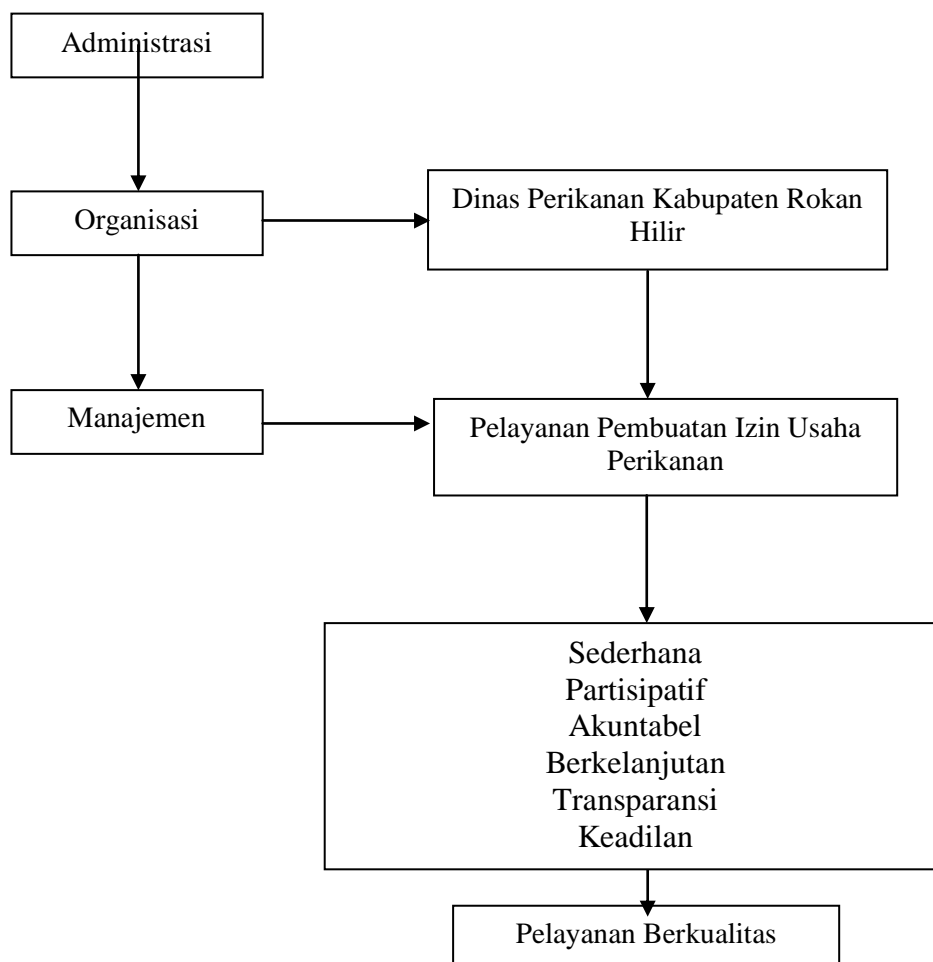 Administrasi
Organisasi
Dinas Perikanan Kabupaten Rokan
Hilir
Manajemen
Pelayanan Pembuatan Izin Usaha
Perikanan
Sederhana
Partisipatif
Akuntabel
Berkelanjutan
Transparansi
Keadilan
Pelayanan Berkualitas